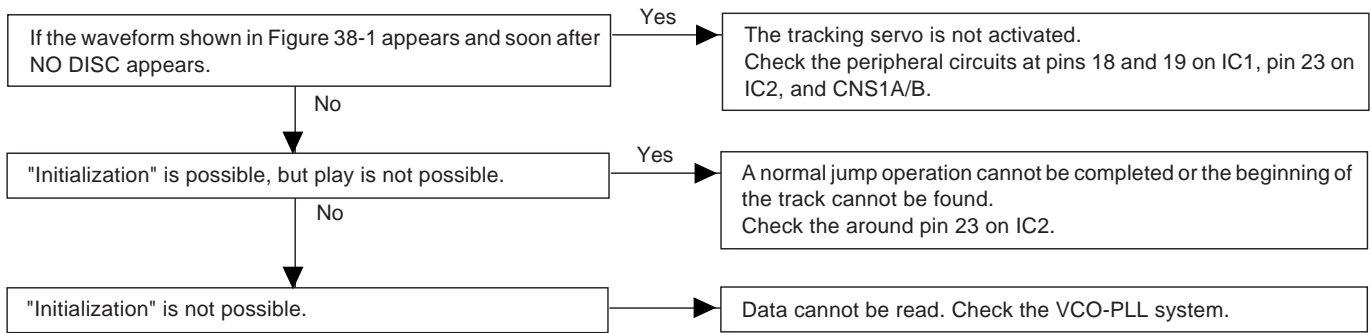 If the waveform shown in Figure 38-1 appears and soon after
NO DISC appears.
Yes
The tracking servo is not activated.
Check the peripheral circuits at pins 18 and 19 on IC1, pin 23 on
IC2, and CNS1A/B.
No
"Initialization" is possible, but play is not possible.
Yes
A normal jump operation cannot be completed or the beginning of
the track cannot be found.
Check the around pin 23 on IC2.
No
"Initialization" is not possible.
Data cannot be read. Check the VCO-PLL system.